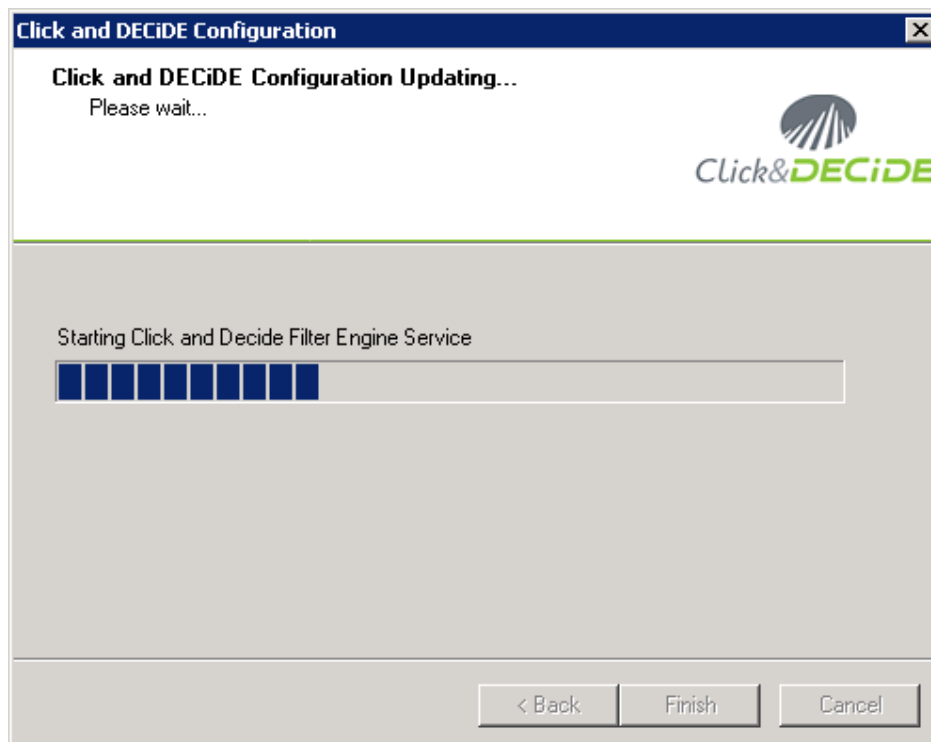 Click and DECiDE Configuration
Click and DECiDE Configuration Updating...
Please wait...
Click&DECiDE
Starting Click and Decide Filter Engine Service
< Back Finish Cancel